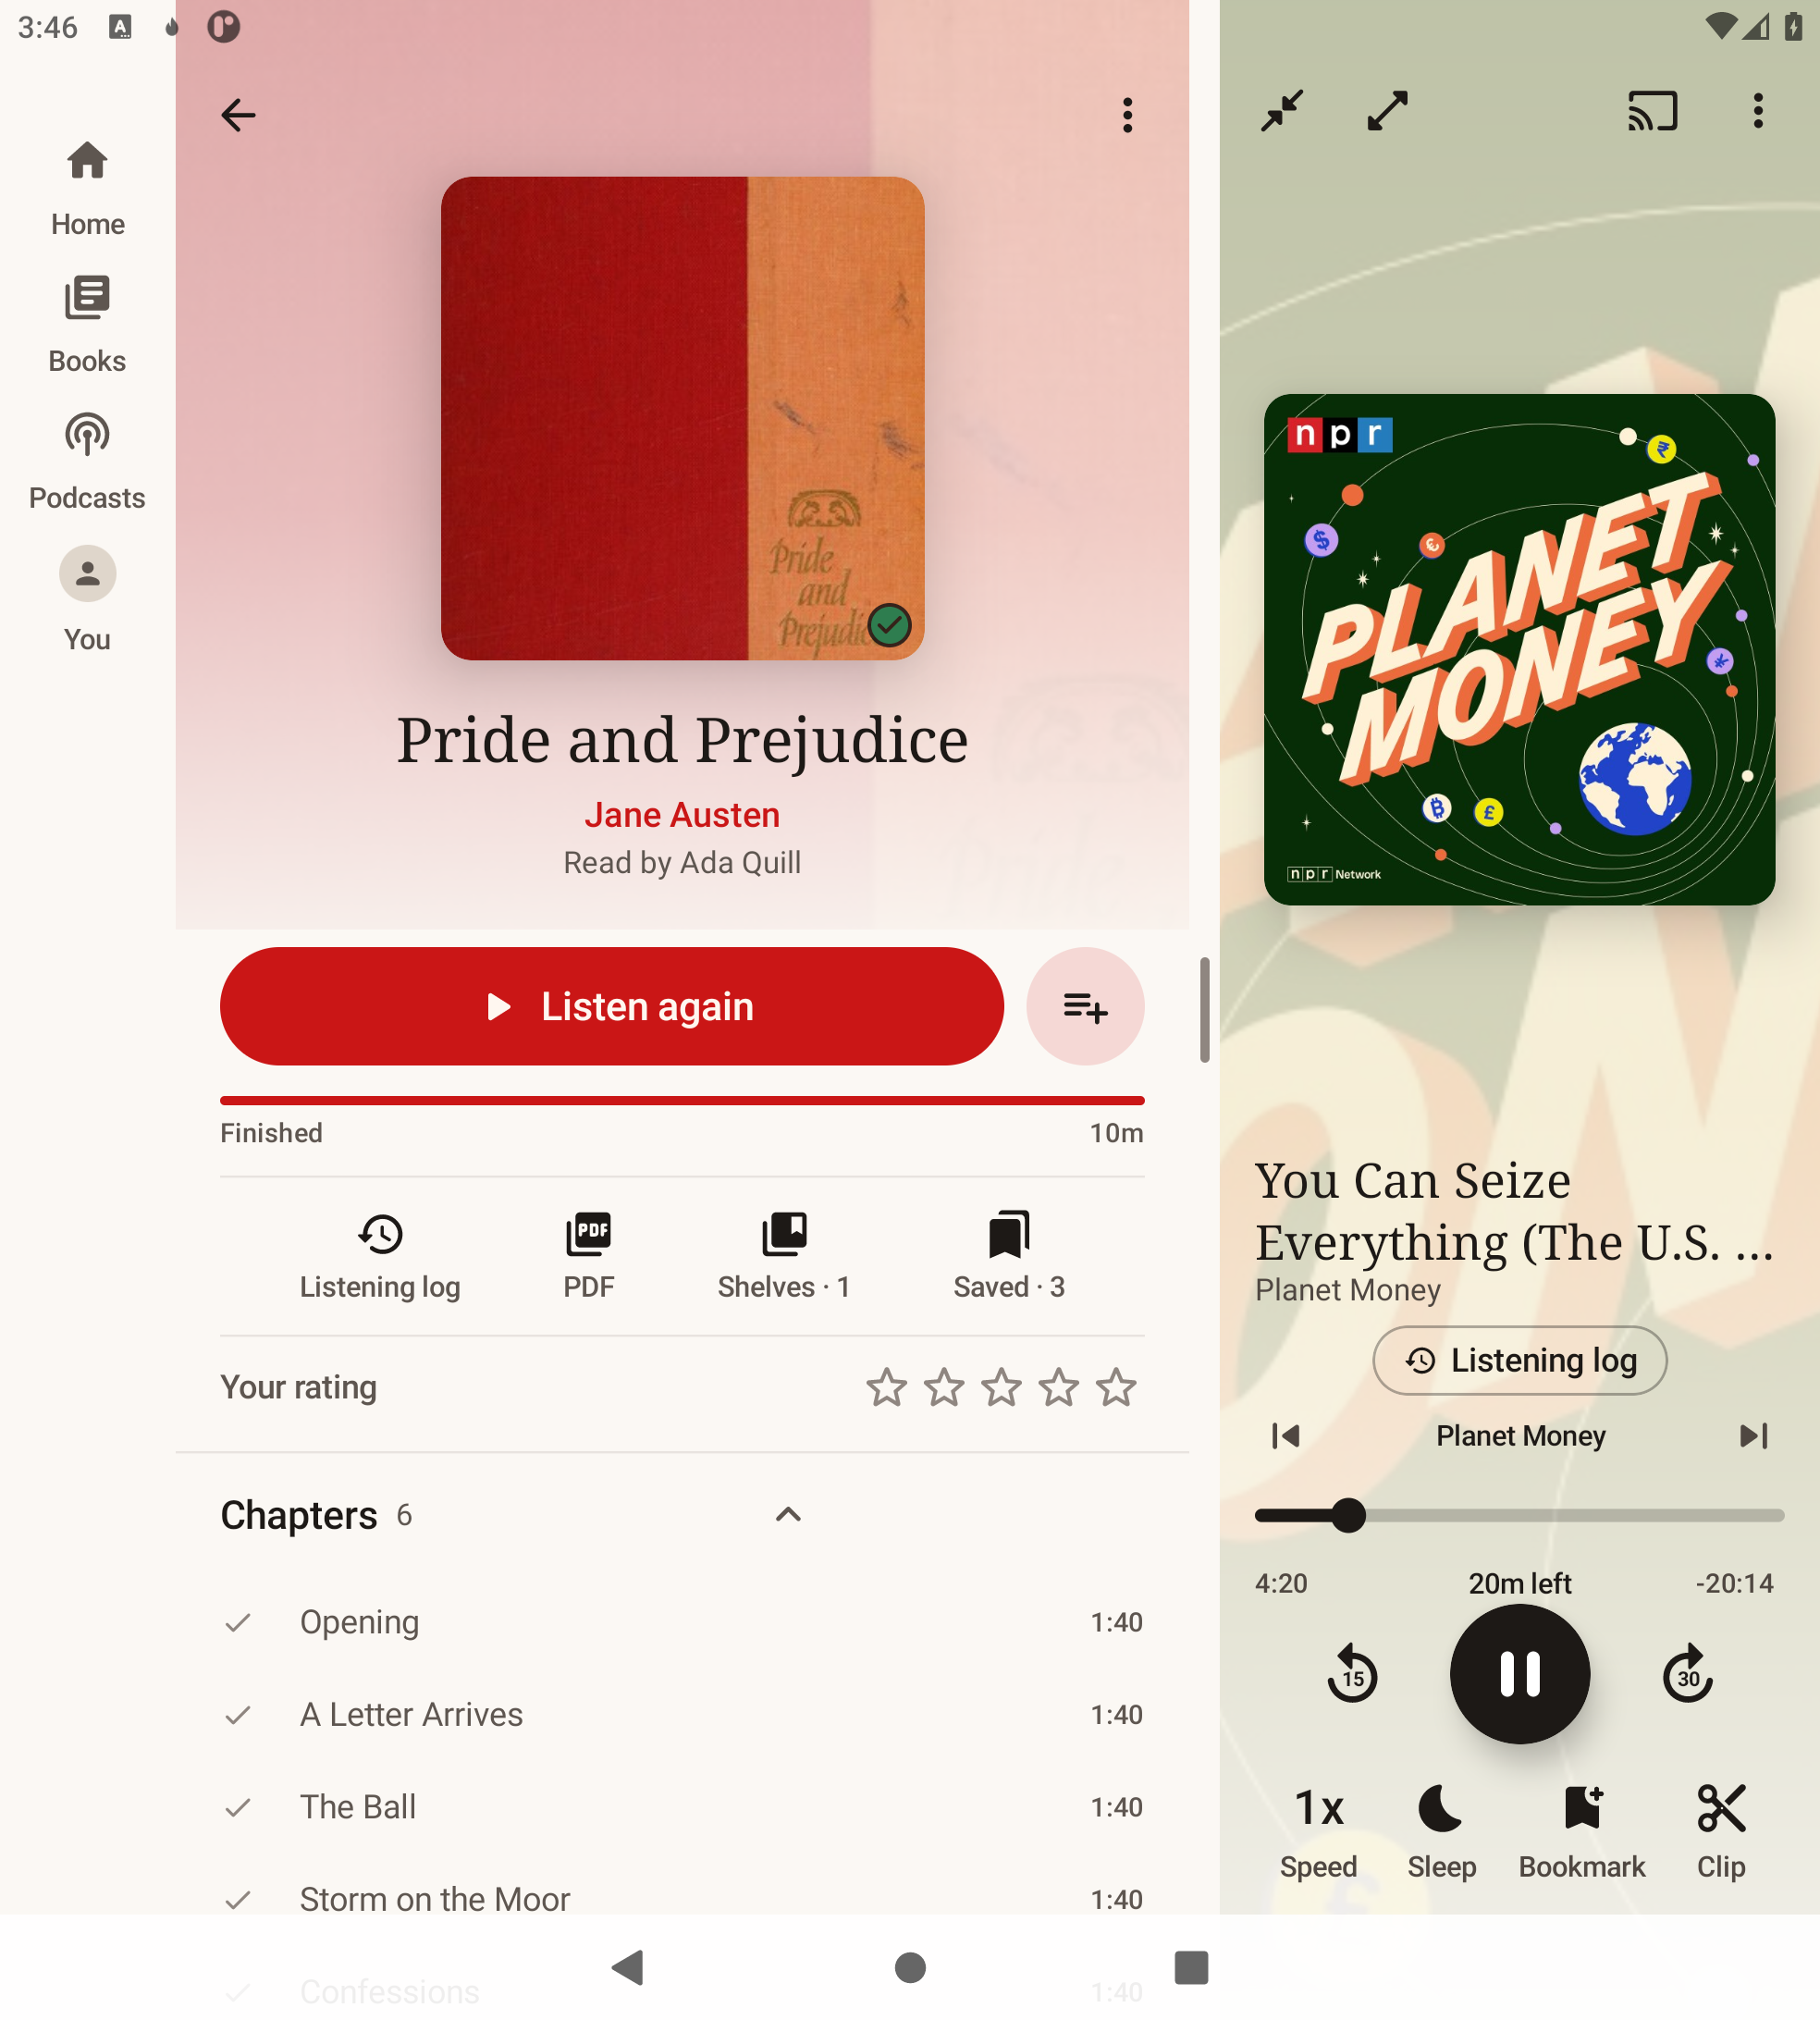 3:46
Home
Books
Podcasts
You
Pride
and
Pride and Prejudice
Jane Austen
Read by Ada Quill
Listen again
Finished
10m
Listening log
PDF
Shelves · 1
Saved · 3
Your rating
Chapters 6
Opening 1:40
A Letter Arrives 1:40
The Ball 1:40
Storm on the Moor 1:40
Confessions 1:40
npr
PLANET
MONEY
npr Network
You Can Seize
Everything (The U.S. ...
Planet Money
Listening log
Planet Money
4:20
20m left
-20:14
15
30
1x
Speed
Sleep
Bookmark
Clip